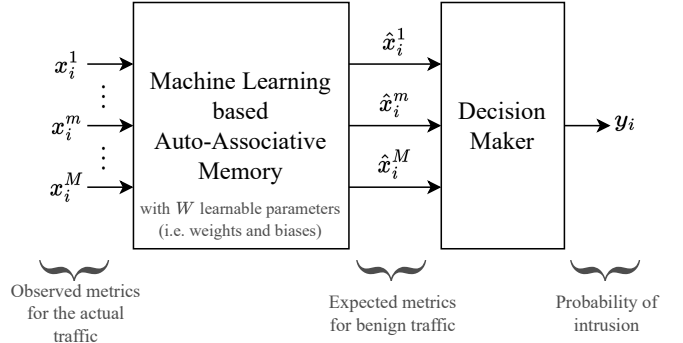 x_i^1
⋮
x_i^m
⋮
x_i^M
Machine Learning
based
Auto-Associative
Memory
with W learnable parameters
(i.e. weights and biases)
x̂_i^1
x̂_i^m
x̂_i^M
Decision
Maker
y_i
Observed metrics
for the actual
traffic
Expected metrics
for benign traffic
Probability of
intrusion